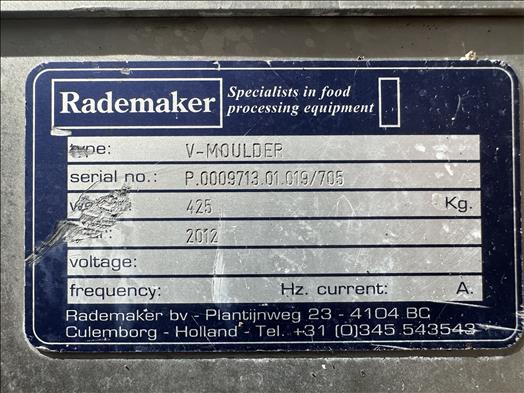 Rademaker
Specialists in food
processing equipment
type: V-MOULDER
serial no.: P.0009713.01.019/705
425 Kg.
2012
voltage:
frequency: Hz. current: A.
Rademaker bv - Plantijnweg 23 - 4104 BC
Culemborg - Holland - Tel. +31 (0)345 543543